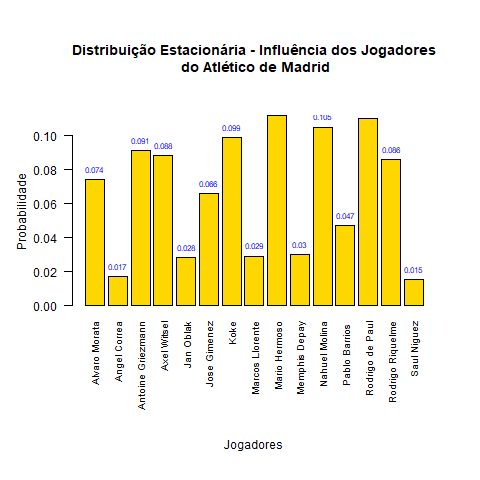 Distribuição Estacionária - Influência dos Jogadores
do Atlético de Madrid
Probabilidade
0.10
0.08
0.06
0.04
0.02
0.00
0.074
0.017
0.091
0.088
0.028
0.066
0.099
0.029
0.03
0.105
0.047
0.086
0.015
Alvaro Morata
Angel Correa
Antoine Griezmann
Axel Witsel
Jan Oblak
Jose Gimenez
Koke
Marcos Llorente
Mario Hermoso
Memphis Depay
Nahuel Molina
Pablo Barrios
Rodrigo de Paul
Rodrigo Riquelme
Saul Niguez
Jogadores